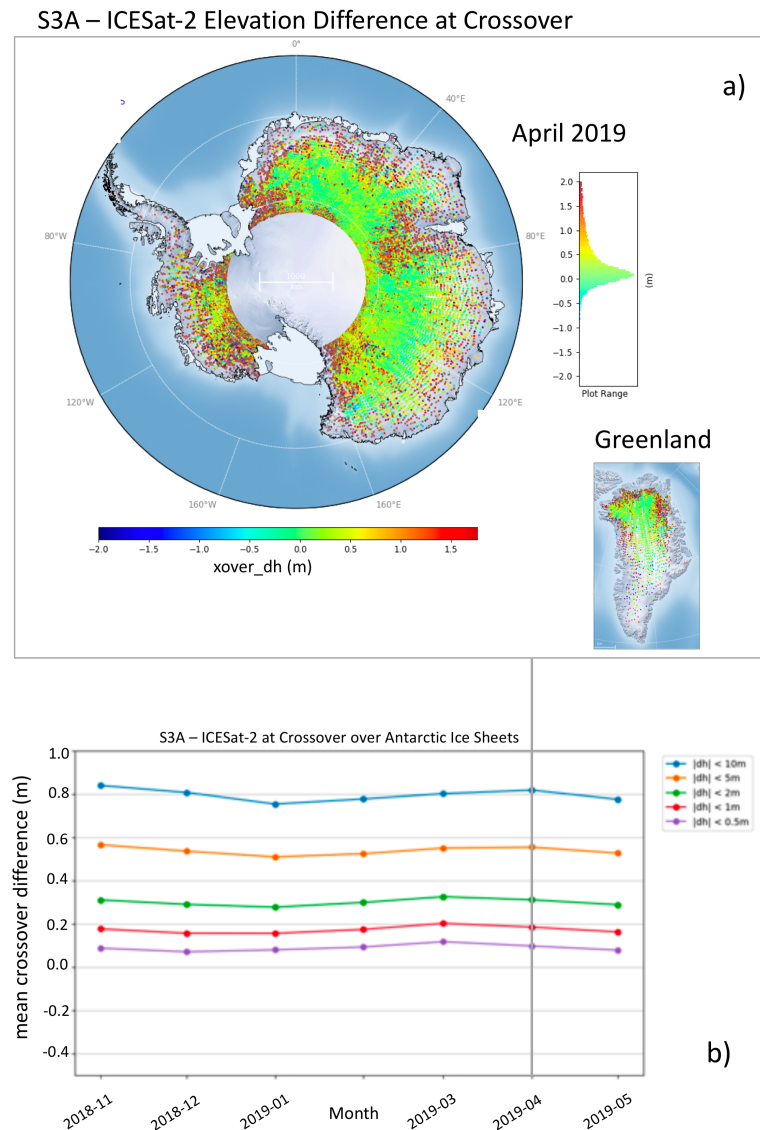 S3A – ICESat-2 Elevation Difference at Crossover
a)
0°
40°E
80°E
120°E
160°E
160°W
120°W
80°W
1000
km
April 2019
2.0
1.5
1.0
0.5
0.0
−0.5
−1.0
−1.5
−2.0
(m)
Plot Range
Greenland
−2.0 −1.5 −1.0 −0.5 0.0 0.5 1.0 1.5
xover_dh (m)
S3A – ICESat-2 at Crossover over Antarctic Ice Sheets
mean crossover difference (m)
1.0
0.8
0.6
0.4
0.2
0.0
-0.2
-0.4
|dh| < 10m
|dh| < 5m
|dh| < 2m
|dh| < 1m
|dh| < 0.5m
b)
2018-11 2018-12 2019-01 Month 2019-03 2019-04 2019-05